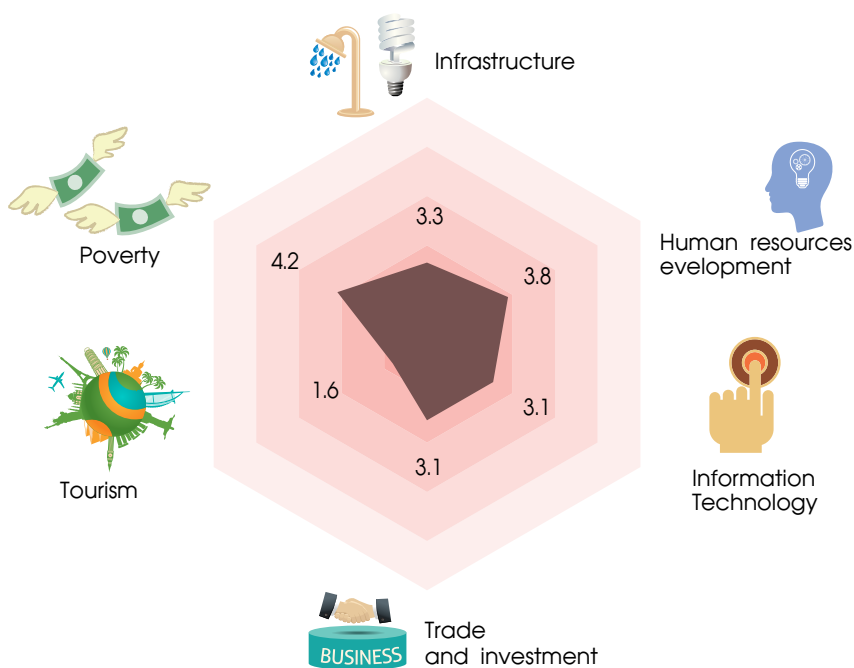 Infrastructure
3.3
Human resources
evelopment
3.8
Poverty
4.2
Tourism
1.6
3.1
Information
Technology
3.1
BUSINESS
Trade
and investment